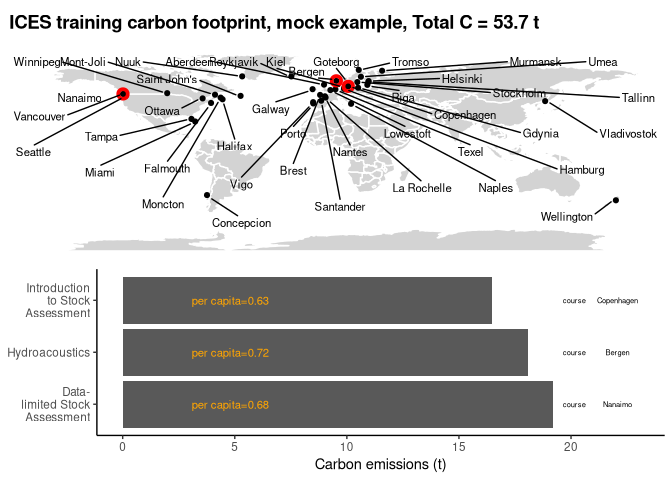 ICES training carbon footprint, mock example, Total C = 53.7 t
Winnipeg Mont-Joli Nuuk Aberdeen Reykjavik Kiel Goteborg Tromso Murmansk Umea
Bergen
Saint John's Helsinki
Nanaimo Riga Stockholm Tallinn
Ottawa Galway
Vancouver Copenhagen
Tampa Porto Lowestoft Gdynia Vladivostok
Seattle Halifax Nantes Texel
Miami Falmouth Brest Hamburg
Vigo La Rochelle Naples
Moncton Santander
Concepcion Wellington
Introduction
to Stock
Assessment
per capita=0.63 course Copenhagen
Hydroacoustics per capita=0.72 course Bergen
Data-
limited Stock
Assessment
per capita=0.68 course Nanaimo
0 5 10 15 20
Carbon emissions (t)